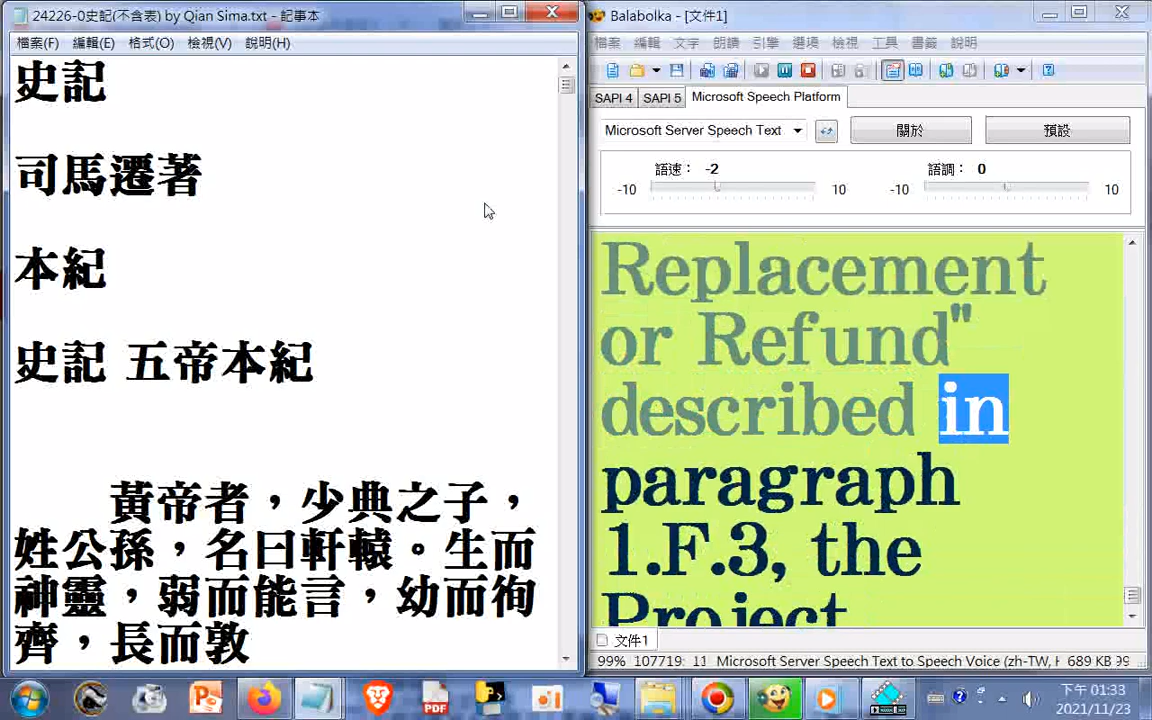 24226-0史記(不含表) by Qian Sima.txt - 記事本
檔案(F) 編輯(E) 格式(O) 檢視(V) 說明(H)
史記
司馬遷著
本紀
史記 五帝本紀
黃帝者，少典之子，
姓公孫，名曰軒轅。生而
神靈，弱而能言，幼而徇
齊，長而敦
Balabolka - [文件1]
檔案 編輯 文字 朗讀 引擎 選項 檢視 工具 書籤 說明
SAPI 4 SAPI 5 Microsoft Speech Platform
Microsoft Server Speech Text 關於 預設
語速： -2 語調： 0
-10 10 -10 10
Replacement
or Refund"
described in
paragraph
1.F.3, the
Project
文件1
99% 107719: 11 Microsoft Server Speech Text to Speech Voice (zh-TW, H 689 KB 99
PDF
下午 01:33
2021/11/23